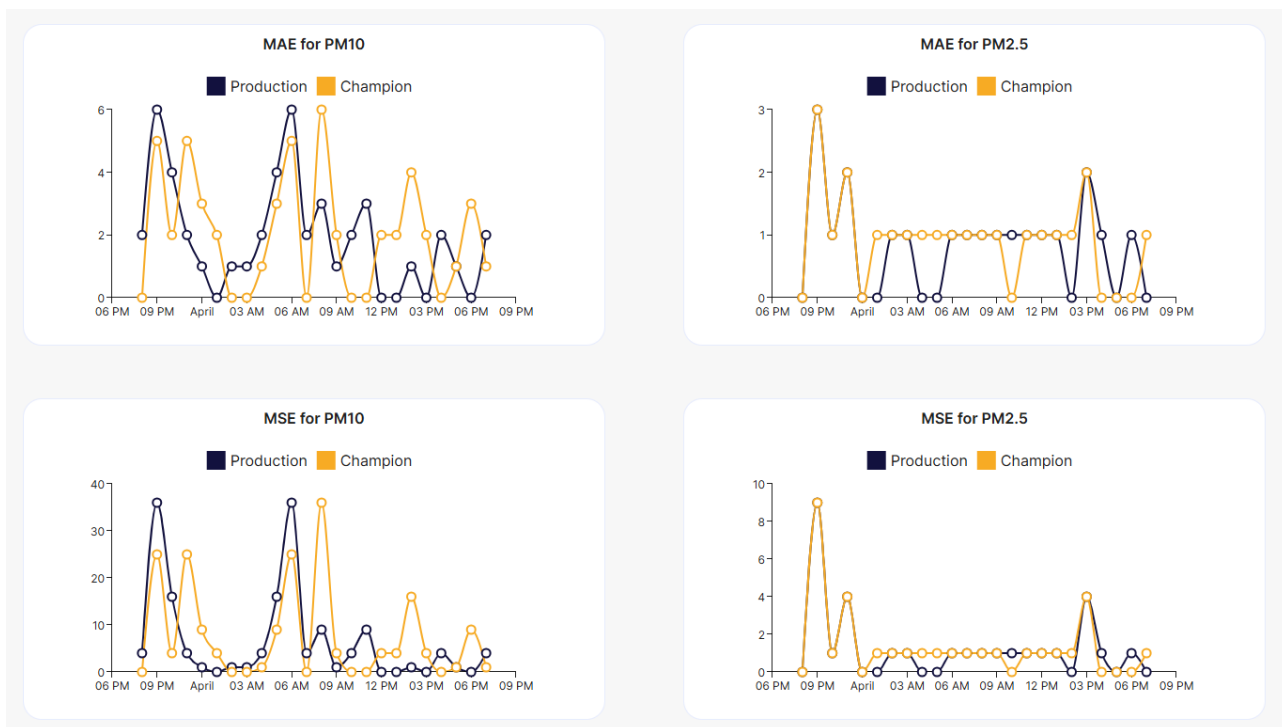 MAE for PM10
Production Champion
6
4
2
0
06 PM 09 PM April 03 AM 06 AM 09 AM 12 PM 03 PM 06 PM 09 PM
MAE for PM2.5
Production Champion
3
2
1
0
06 PM 09 PM April 03 AM 06 AM 09 AM 12 PM 03 PM 06 PM 09 PM
MSE for PM10
Production Champion
40
30
20
10
0
06 PM 09 PM April 03 AM 06 AM 09 AM 12 PM 03 PM 06 PM 09 PM
MSE for PM2.5
Production Champion
10
8
6
4
2
0
06 PM 09 PM April 03 AM 06 AM 09 AM 12 PM 03 PM 06 PM 09 PM